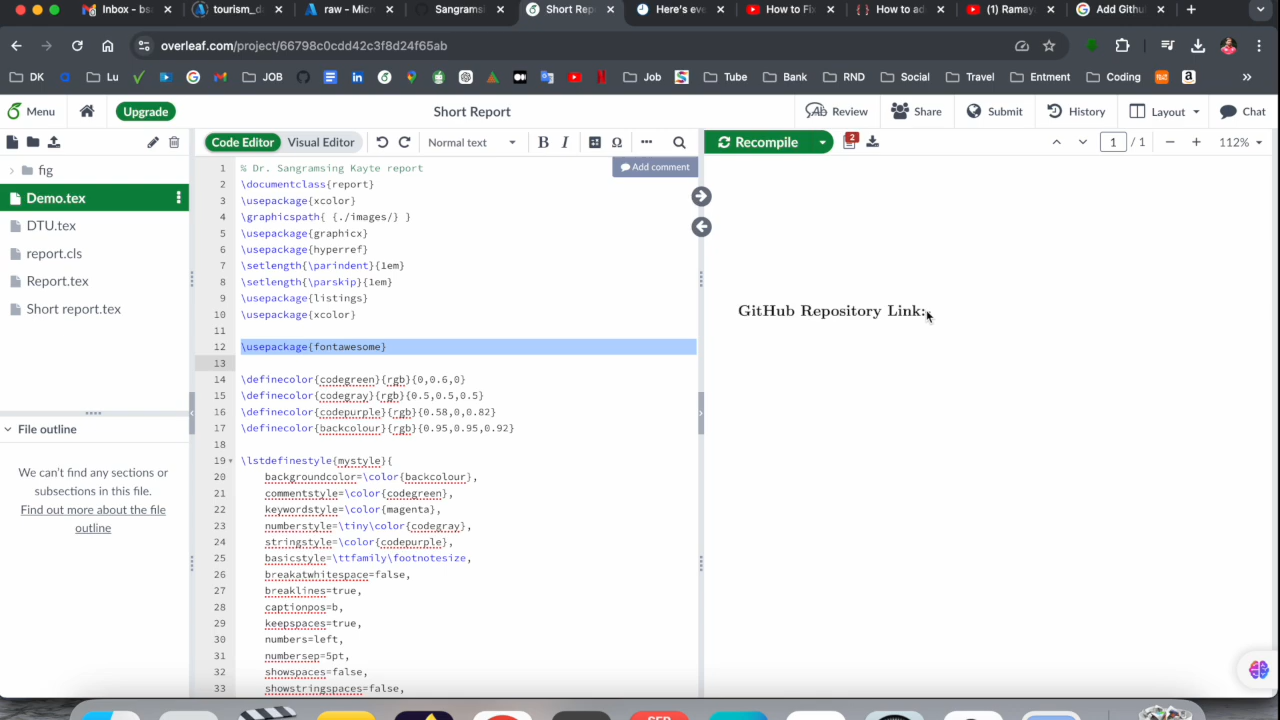 Inbox - bsa
tourism_d
raw - Micr
Sangrams
Short Rep
Here's eve
How to Fix
How to ad
(1) Ramay
Add Githu
overleaf.com/project/66798c0cdd42c3f8d24f65ab
DK
Lu
JOB
Job
Tube
Bank
RND
Social
Travel
Entment
Coding
Menu
Upgrade
Short Report
Review
Share
Submit
History
Layout
Chat
Code Editor
Visual Editor
Normal text
B
I
Ω
Recompile
2
1 / 1
112%
fig
Demo.tex
DTU.tex
report.cls
Report.tex
Short report.tex
File outline
We can't find any sections or
subsections in this file.
Find out more about the file
outline
Add comment
1 % Dr. Sangramsing Kayte report
2 \documentclass{report}
3 \usepackage{xcolor}
4 \graphicspath{ {./images/} }
5 \usepackage{graphicx}
6 \usepackage{hyperref}
7 \setlength{\parindent}{1em}
8 \setlength{\parskip}{1em}
9 \usepackage{listings}
10 \usepackage{xcolor}
11
12 \usepackage{fontawesome}
13
14 \definecolor{codegreen}{rgb}{0,0.6,0}
15 \definecolor{codegray}{rgb}{0.5,0.5,0.5}
16 \definecolor{codepurple}{rgb}{0.58,0,0.82}
17 \definecolor{backcolour}{rgb}{0.95,0.95,0.92}
18
19 \lstdefinestyle{mystyle}{
20 backgroundcolor=\color{backcolour},
21 commentstyle=\color{codegreen},
22 keywordstyle=\color{magenta},
23 numberstyle=\tiny\color{codegray},
24 stringstyle=\color{codepurple},
25 basicstyle=\ttfamily\footnotesize,
26 breakatwhitespace=false,
27 breaklines=true,
28 captionpos=b,
29 keepspaces=true,
30 numbers=left,
31 numbersep=5pt,
32 showspaces=false,
33 showstringspaces=false,
GitHub Repository Link: